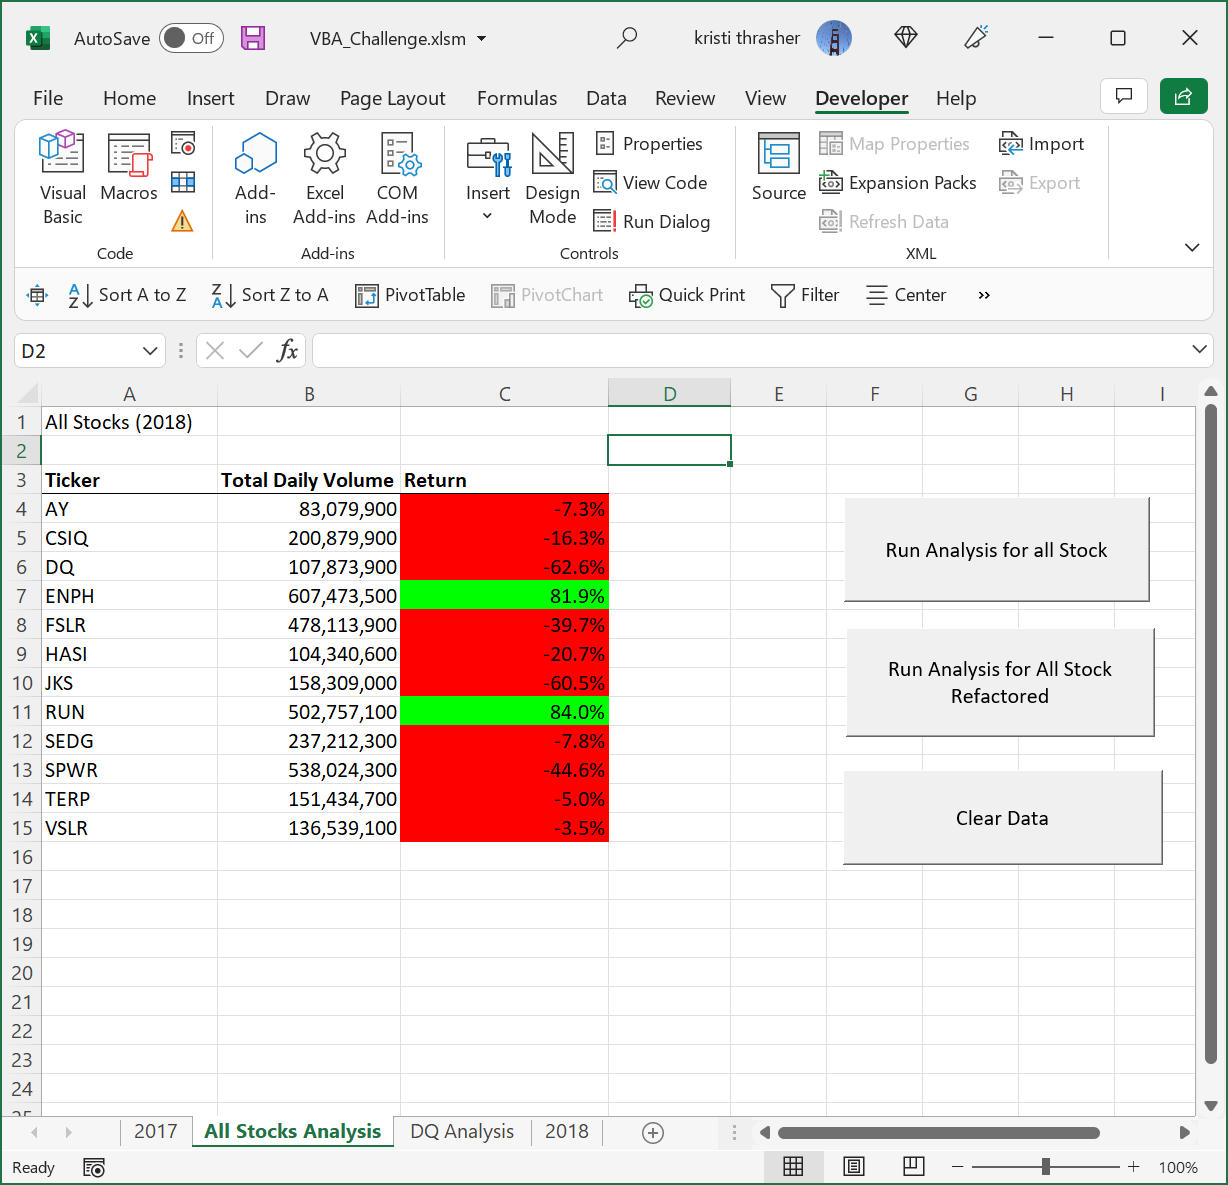 AutoSave Off VBA_Challenge.xlsm kristi thrasher
File Home Insert Draw Page Layout Formulas Data Review View Developer Help
Visual Basic
Macros
Code
Add-ins
Excel Add-ins
COM Add-ins
Add-ins
Insert
Design Mode
Properties
View Code
Run Dialog
Controls
Source
Map Properties
Expansion Packs
Refresh Data
Import
Export
XML
Sort A to Z Sort Z to A PivotTable PivotChart Quick Print Filter Center »
D2 fx
A B C D E F G H I
1 All Stocks (2018)
2
3 Ticker Total Daily Volume Return
4 AY 83,079,900 -7.3%
5 CSIQ 200,879,900 -16.3%
6 DQ 107,873,900 -62.6%
7 ENPH 607,473,500 81.9%
8 FSLR 478,113,900 -39.7%
9 HASI 104,340,600 -20.7%
10 JKS 158,309,000 -60.5%
11 RUN 502,757,100 84.0%
12 SEDG 237,212,300 -7.8%
13 SPWR 538,024,300 -44.6%
14 TERP 151,434,700 -5.0%
15 VSLR 136,539,100 -3.5%
16
17
18
19
20
21
22
23
24
25
Run Analysis for all Stock
Run Analysis for All Stock
Refactored
Clear Data
2017 All Stocks Analysis DQ Analysis 2018
Ready 100%